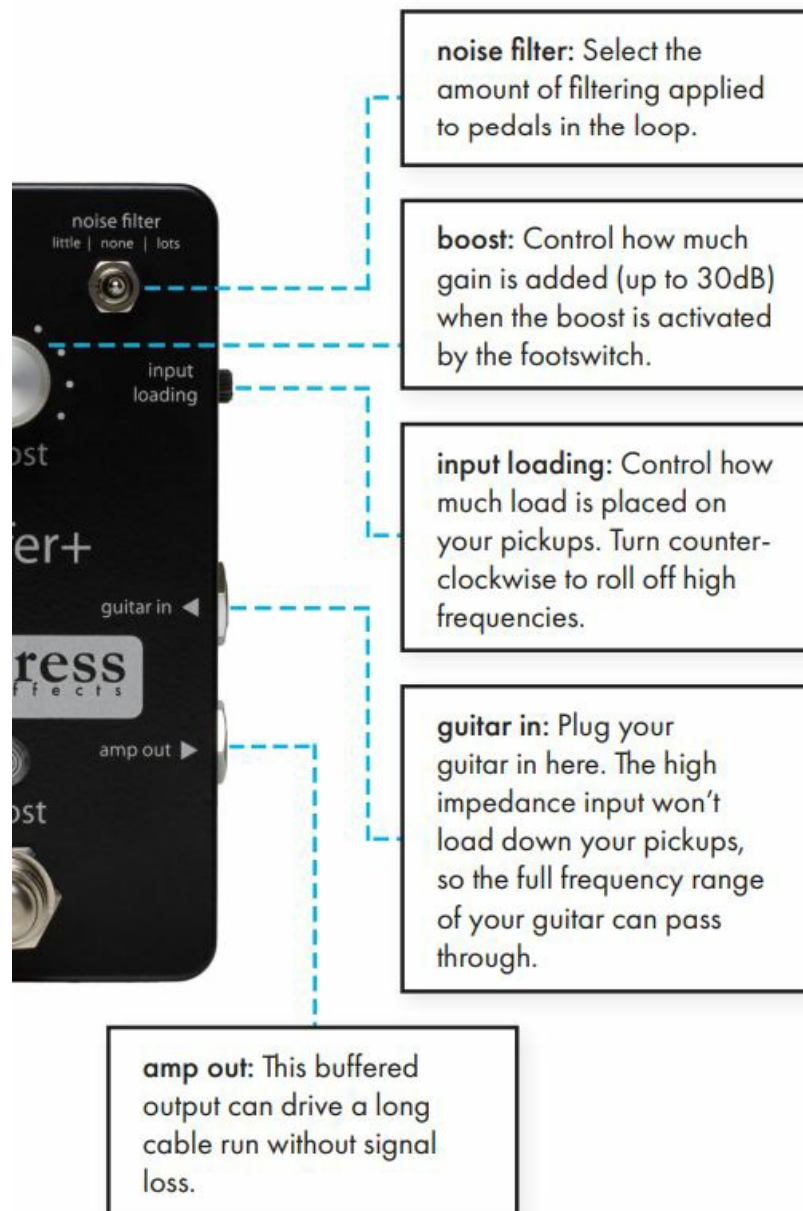 noise filter: Select the
amount of filtering applied
to pedals in the loop.
noise filter
little | none | lots
boost: Control how much
gain is added (up to 30dB)
when the boost is activated
by the footswitch.
input
loading
ost
input loading: Control how
much load is placed on
your pickups. Turn counter-
clockwise to roll off high
frequencies.
er+
guitar in
ress
ffects
amp out
ost
guitar in: Plug your
guitar in here. The high
impedance input won't
load down your pickups,
so the full frequency range
of your guitar can pass
through.
amp out: This buffered
output can drive a long
cable run without signal
loss.